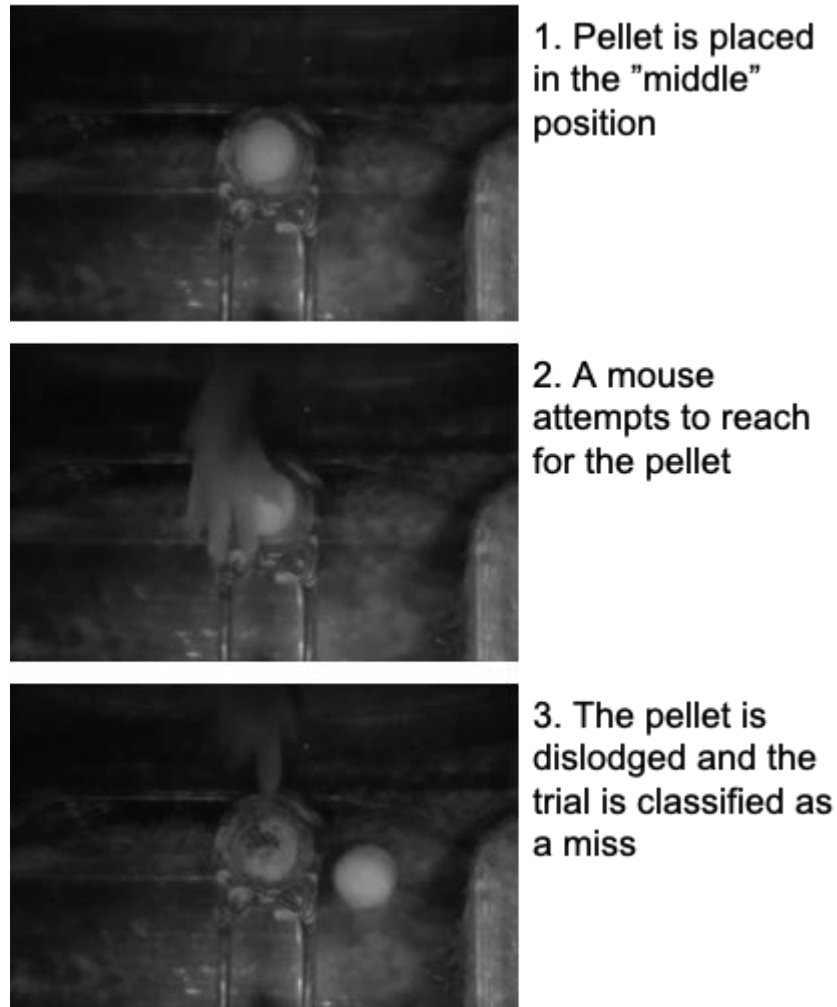 1. Pellet is placed
in the ”middle”
position
2. A mouse
attempts to reach
for the pellet
3. The pellet is
dislodged and the
trial is classified as
a miss